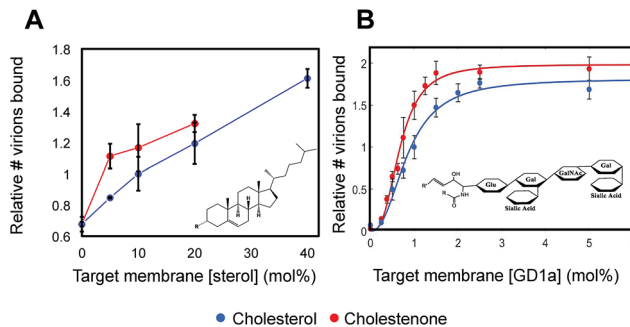 A
B
Relative # virions bound
1.8
1.6
1.4
1.2
1
0.8
0.6
0
10
20
30
40
Target membrane [sterol] (mol%)
H
H
H
R
Relative # virions bound
2
1.5
1
0.5
0
0
1
2
3
4
5
Target membrane [GD1a] (mol%)
OH
R'
R
NH
O
Glu
Gal
GalNAc
Gal
Sialic Acid
Sialic Acid
Cholesterol
Cholestenone